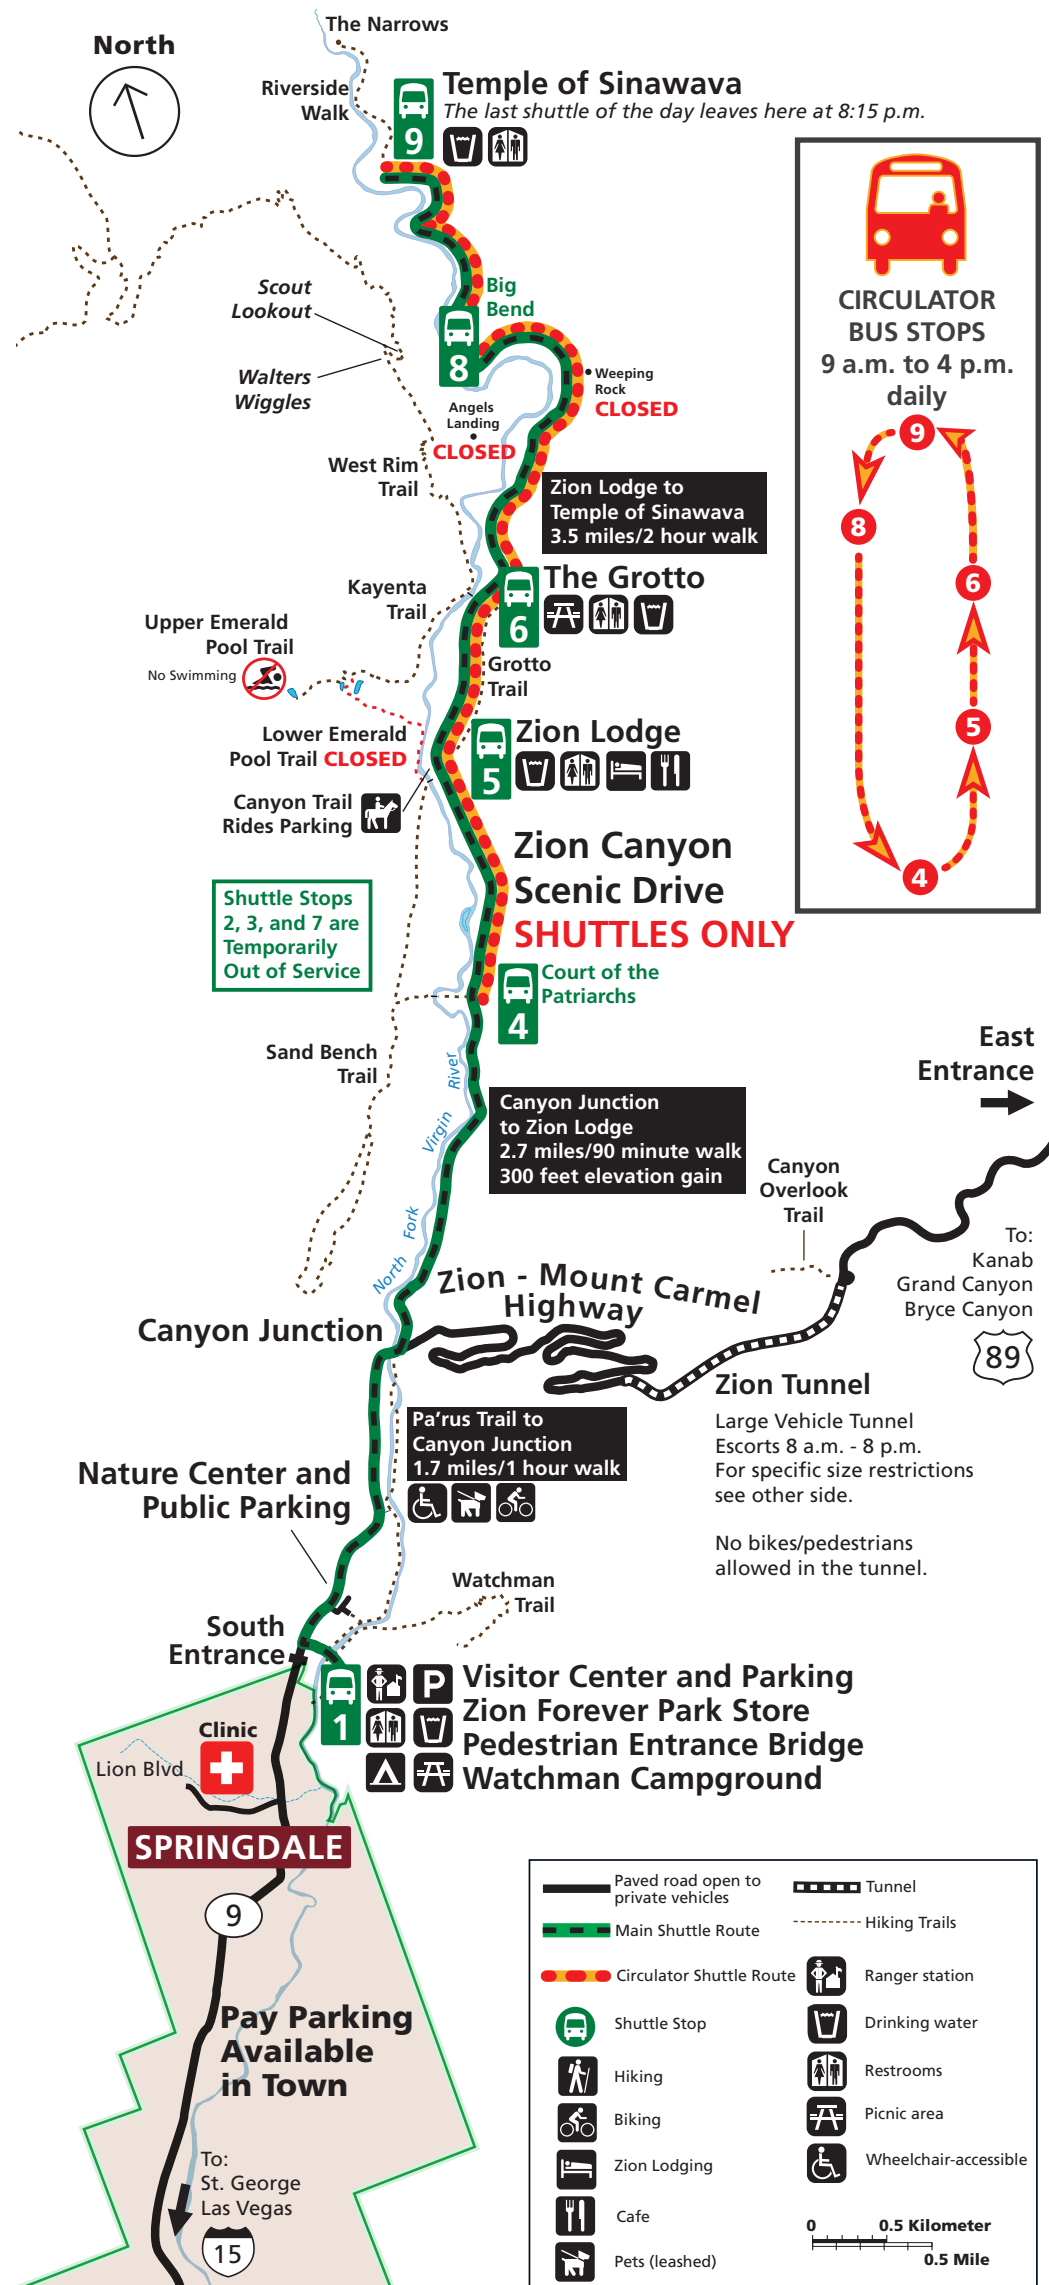 North
The Narrows
Riverside
Walk
9
Temple of Sinawava
The last shuttle of the day leaves here at 8:15 p.m.
CIRCULATOR
BUS STOPS
9 a.m. to 4 p.m.
daily
9
8
6
5
4
Scout
Lookout
Walters
Wiggles
Big
Bend
8
Weeping
Rock
CLOSED
Angels
Landing
CLOSED
West Rim
Trail
Zion Lodge to
Temple of Sinawava
3.5 miles/2 hour walk
Kayenta
Trail
6
The Grotto
Upper Emerald
Pool Trail
No Swimming
Grotto
Trail
Lower Emerald
Pool Trail CLOSED
5
Zion Lodge
Canyon Trail
Rides Parking
Zion Canyon
Scenic Drive
SHUTTLES ONLY
Shuttle Stops
2, 3, and 7 are
Temporarily
Out of Service
4
Court of the
Patriarchs
Sand Bench
Trail
East
Entrance
North Fork Virgin River
Canyon Junction
to Zion Lodge
2.7 miles/90 minute walk
300 feet elevation gain
Canyon
Overlook
Trail
To:
Kanab
Grand Canyon
Bryce Canyon
89
Zion - Mount Carmel
Highway
Canyon Junction
Zion Tunnel
Large Vehicle Tunnel
Escorts 8 a.m. - 8 p.m.
For specific size restrictions
see other side.
No bikes/pedestrians
allowed in the tunnel.
Pa'rus Trail to
Canyon Junction
1.7 miles/1 hour walk
Nature Center and
Public Parking
Watchman
Trail
South
Entrance
1
P
Visitor Center and Parking
Zion Forever Park Store
Pedestrian Entrance Bridge
Watchman Campground
Clinic
Lion Blvd
SPRINGDALE
9
Pay Parking
Available
in Town
To:
St. George
Las Vegas
15
Paved road open to
private vehicles
Main Shuttle Route
Circulator Shuttle Route
Shuttle Stop
Hiking
Biking
Zion Lodging
Cafe
Pets (leashed)
Tunnel
Hiking Trails
Ranger station
Drinking water
Restrooms
Picnic area
Wheelchair-accessible
0 0.5 Kilometer
0.5 Mile